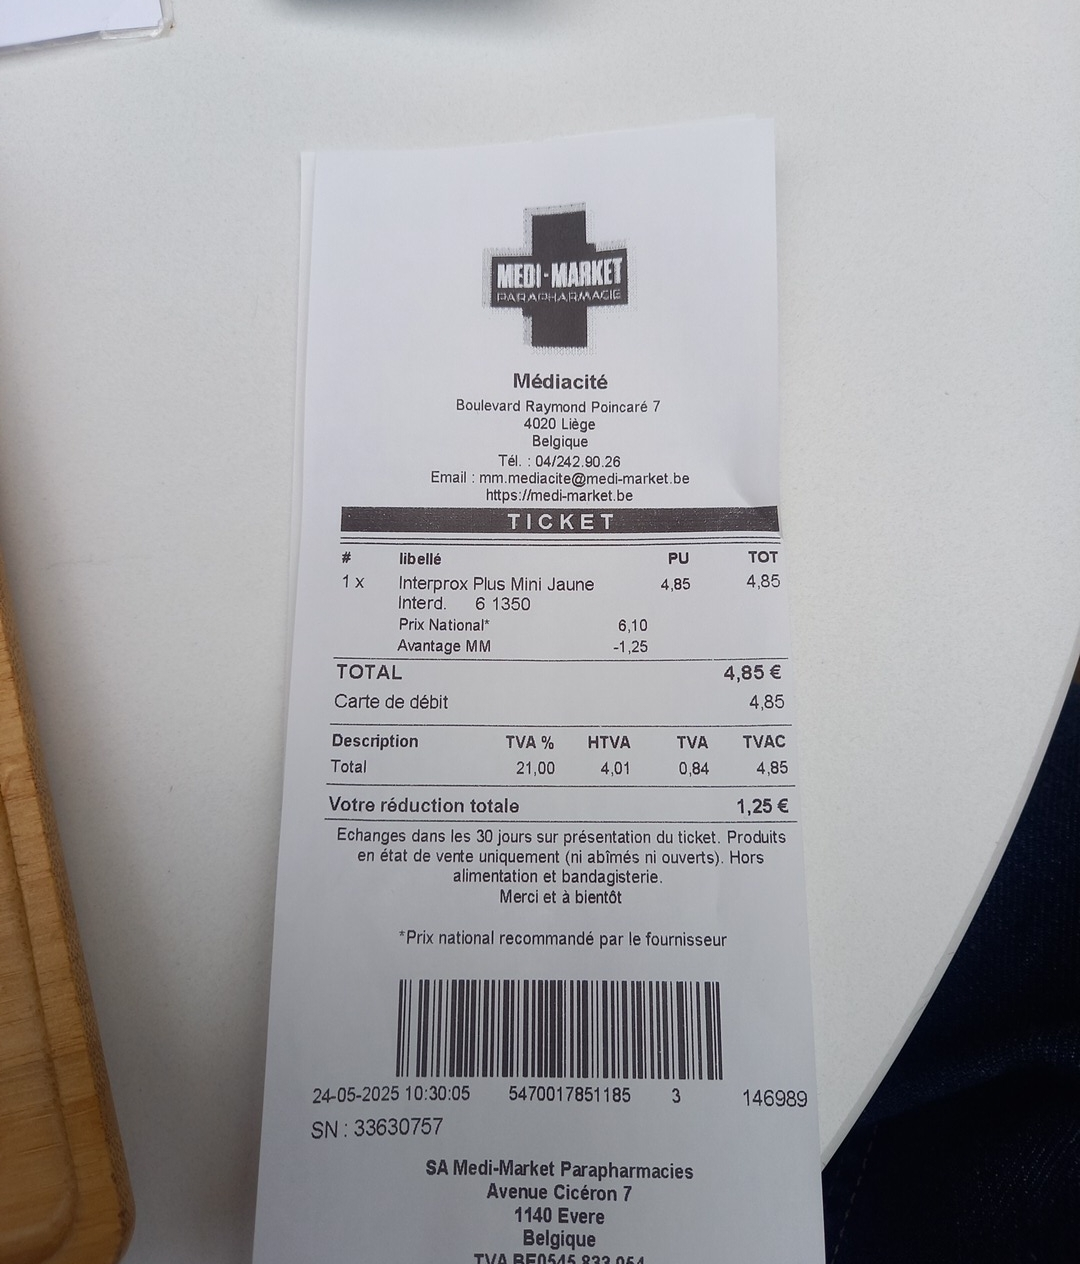 MEDI-MARKET
PARAPHARMACIE
Médiacité
Boulevard Raymond Poincaré 7
4020 Liège
Belgique
Tél. : 04/242.90.26
Email : mm.mediacite@medi-market.be
https://medi-market.be
TICKET
# libellé PU TOT
1 x Interprox Plus Mini Jaune 4,85 4,85
Interd. 6 1350
Prix National* 6,10
Avantage MM -1,25
TOTAL 4,85 €
Carte de débit 4,85
Description TVA % HTVA TVA TVAC
Total 21,00 4,01 0,84 4,85
Votre réduction totale 1,25 €
Echanges dans les 30 jours sur présentation du ticket. Produits
en état de vente uniquement (ni abîmés ni ouverts). Hors
alimentation et bandagisterie.
Merci et à bientôt
*Prix national recommandé par le fournisseur
24-05-2025 10:30:05 5470017851185 3 146989
SN : 33630757
SA Medi-Market Parapharmacies
Avenue Cicéron 7
1140 Evere
Belgique
TVA BE0545.833.054